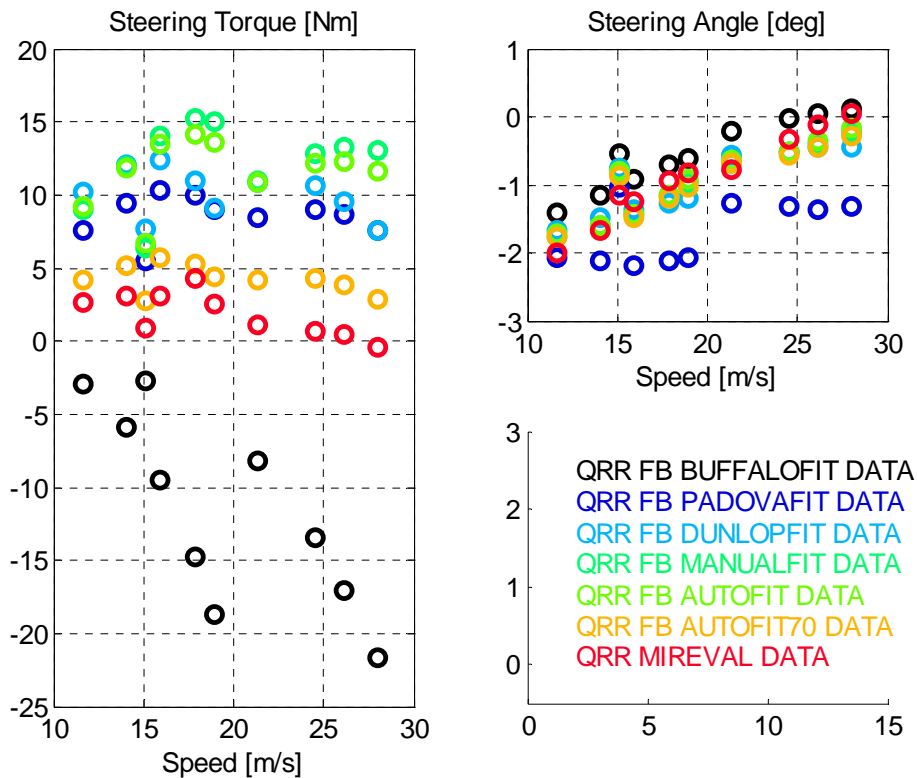 Steering Torque [Nm]
20
15
10
5
0
-5
-10
-15
-20
-25
10 15 20 25 30
Speed [m/s]
Steering Angle [deg]
1
0
-1
-2
-3
10 15 20 25 30
Speed [m/s]
3
2
1
0
0 5 10 15
QRR FB BUFFALOFIT DATA
QRR FB PADOVAFIT DATA
QRR FB DUNLOPFIT DATA
QRR FB MANUALFIT DATA
QRR FB AUTOFIT DATA
QRR FB AUTOFIT70 DATA
QRR MIREVAL DATA